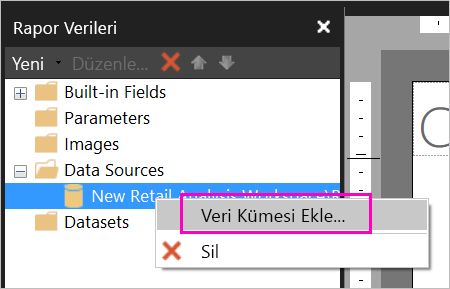 Rapor Verileri
Yeni Düzenle...
Built-in Fields
Parameters
Images
Data Sources
New Retail Analysis
Veri Kümesi Ekle...
Datasets
Sil